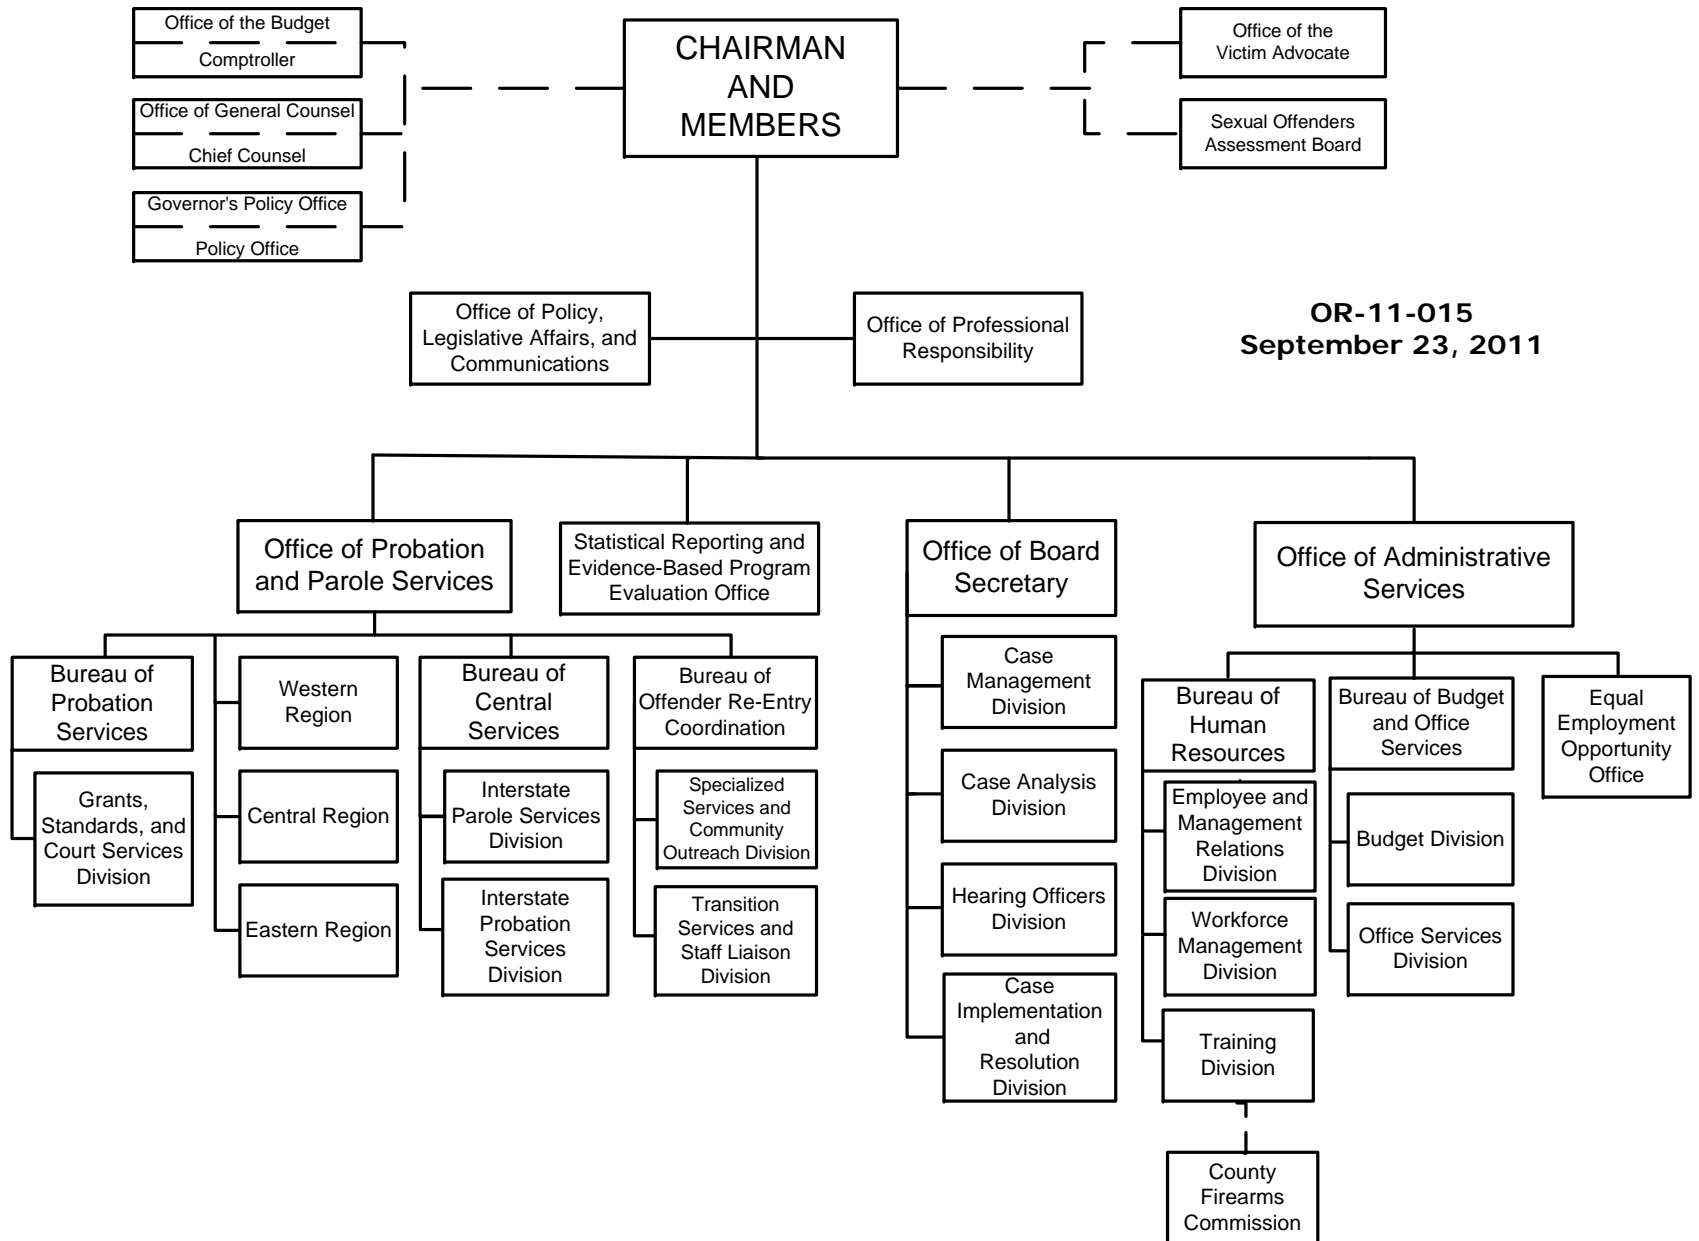 Office of the Budget
Comptroller
Office of General Counsel
Chief Counsel
Governor's Policy Office
Policy Office
CHAIRMAN
AND
MEMBERS
Office of the
Victim Advocate
Sexual Offenders
Assessment Board
Office of Policy,
Legislative Affairs, and
Communications
Office of Professional
Responsibility
OR-11-015
September 23, 2011
Office of Probation
and Parole Services
Statistical Reporting and
Evidence-Based Program
Evaluation Office
Office of Board
Secretary
Office of Administrative
Services
Bureau of
Probation
Services
Grants,
Standards, and
Court Services
Division
Western
Region
Central Region
Eastern Region
Bureau of
Central
Services
Interstate
Parole Services
Division
Interstate
Probation
Services
Division
Bureau of
Offender Re-Entry
Coordination
Specialized
Services and
Community
Outreach Division
Transition
Services and
Staff Liaison
Division
Case
Management
Division
Case Analysis
Division
Hearing Officers
Division
Case
Implementation
and
Resolution
Division
Bureau of
Human
Resources
Employee and
Management
Relations
Division
Workforce
Management
Division
Training
Division
County
Firearms
Commission
Bureau of Budget
and Office
Services
Budget Division
Office Services
Division
Equal
Employment
Opportunity
Office